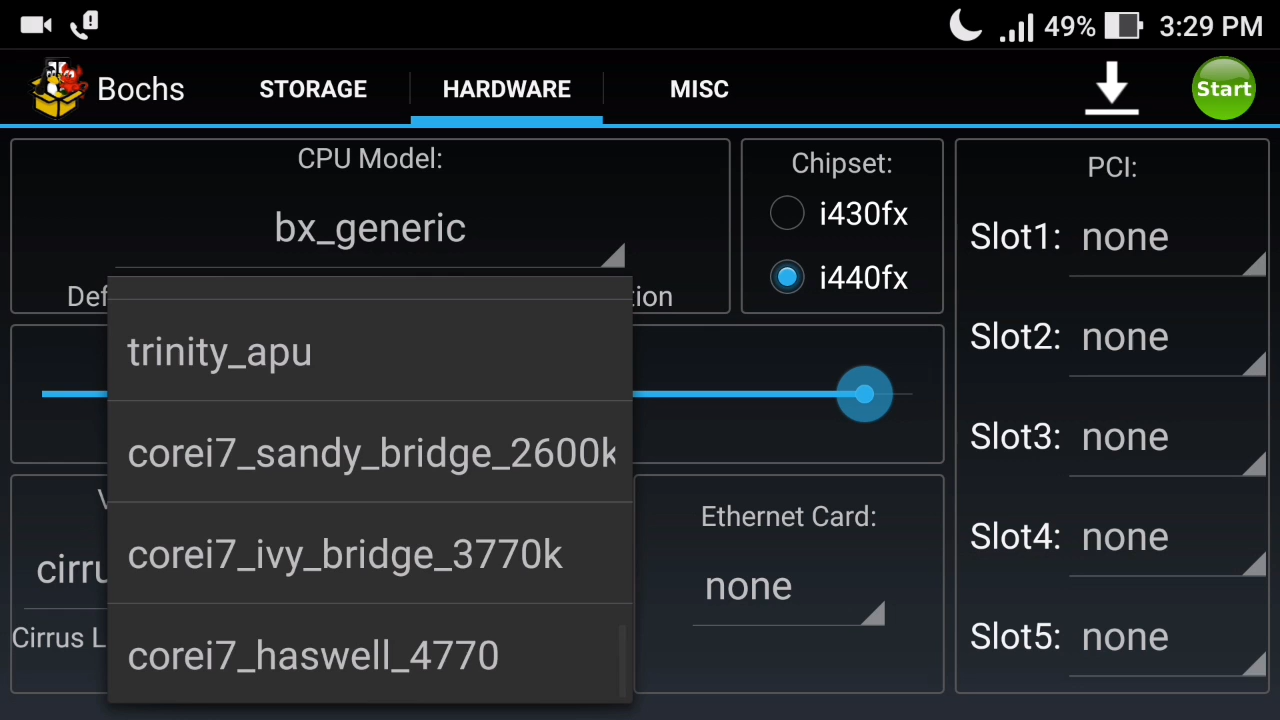 49% 3:29 PM
Bochs STORAGE HARDWARE MISC Start
CPU Model:
bx_generic
trinity_apu
corei7_sandy_bridge_2600k
corei7_ivy_bridge_3770k
corei7_haswell_4770
Chipset:
i430fx
i440fx
Ethernet Card:
none
PCI:
Slot1: none
Slot2: none
Slot3: none
Slot4: none
Slot5: none
Cirrus L